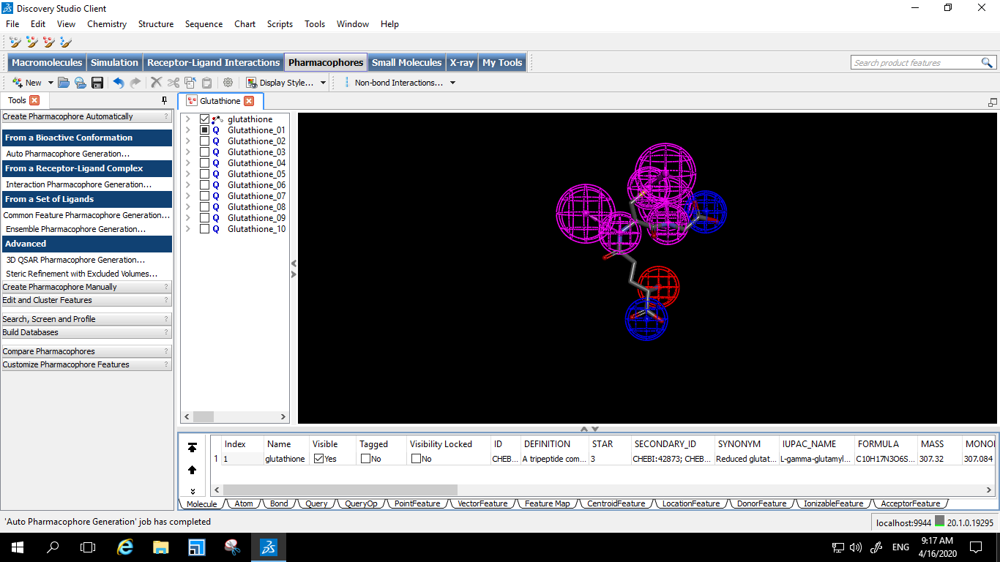 Discovery Studio Client
File Edit View Chemistry Structure Sequence Chart Scripts Tools Window Help
Macromolecules Simulation Receptor-Ligand Interactions Pharmacophores Small Molecules X-ray My Tools
Search product features
New Display Style... Non-bond Interactions...
Tools
Glutathione
Create Pharmacophore Automatically ?
From a Bioactive Conformation
Auto Pharmacophore Generation...
From a Receptor-Ligand Complex
Interaction Pharmacophore Generation...
From a Set of Ligands
Common Feature Pharmacophore Generation...
Ensemble Pharmacophore Generation...
Advanced
3D QSAR Pharmacophore Generation...
Steric Refinement with Excluded Volumes...
Create Pharmacophore Manually ?
Edit and Cluster Features ?
Search, Screen and Profile ?
Build Databases ?
Compare Pharmacophores ?
Customize Pharmacophore Features ?
glutathione
Q Glutathione_01
Q Glutathione_02
Q Glutathione_03
Q Glutathione_04
Q Glutathione_05
Q Glutathione_06
Q Glutathione_07
Q Glutathione_08
Q Glutathione_09
Q Glutathione_10
Index Name Visible Tagged Visibility Locked ID DEFINITION STAR SECONDARY_ID SYNONYM IUPAC_NAME FORMULA MASS MONOI
1 1 glutathione Yes No No CHEB... A tripeptide com... 3 CHEBI:42873; CHEB... Reduced glutat... L-gamma-glutamyl... C10H17N3O6S... 307.32 307.084
Molecule Atom Bond Query QueryOp PointFeature VectorFeature Feature Map CentroidFeature LocationFeature DonorFeature IonizableFeature AcceptorFeature
'Auto Pharmacophore Generation' job has completed
localhost:9944 20.1.0.19295
ENG
9:17 AM
4/16/2020